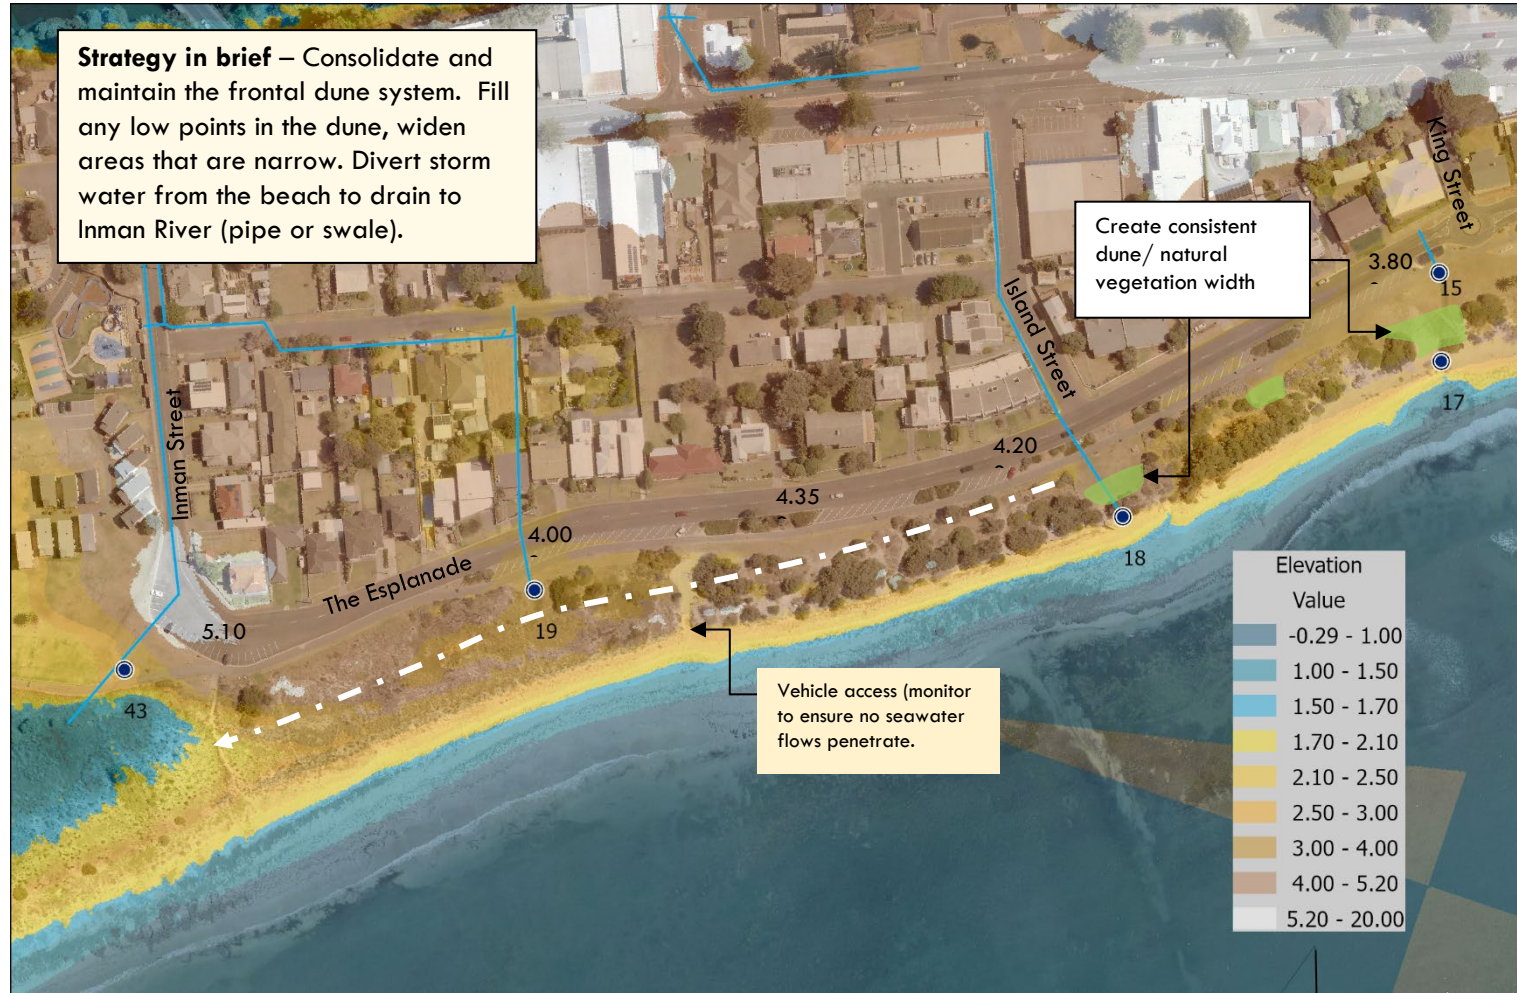 Strategy in brief – Consolidate and
maintain the frontal dune system. Fill
any low points in the dune, widen
areas that are narrow. Divert storm
water from the beach to drain to
Inman River (pipe or swale).
King Street
Create consistent
dune/ natural
vegetation width
3.80
15
Island Street
17
Inman Street
4.20
4.35
4.00
18
The Esplanade
19
5.10
43
Vehicle access (monitor
to ensure no seawater
flows penetrate.
Elevation
Value
-0.29 - 1.00
1.00 - 1.50
1.50 - 1.70
1.70 - 2.10
2.10 - 2.50
2.50 - 3.00
3.00 - 4.00
4.00 - 5.20
5.20 - 20.00